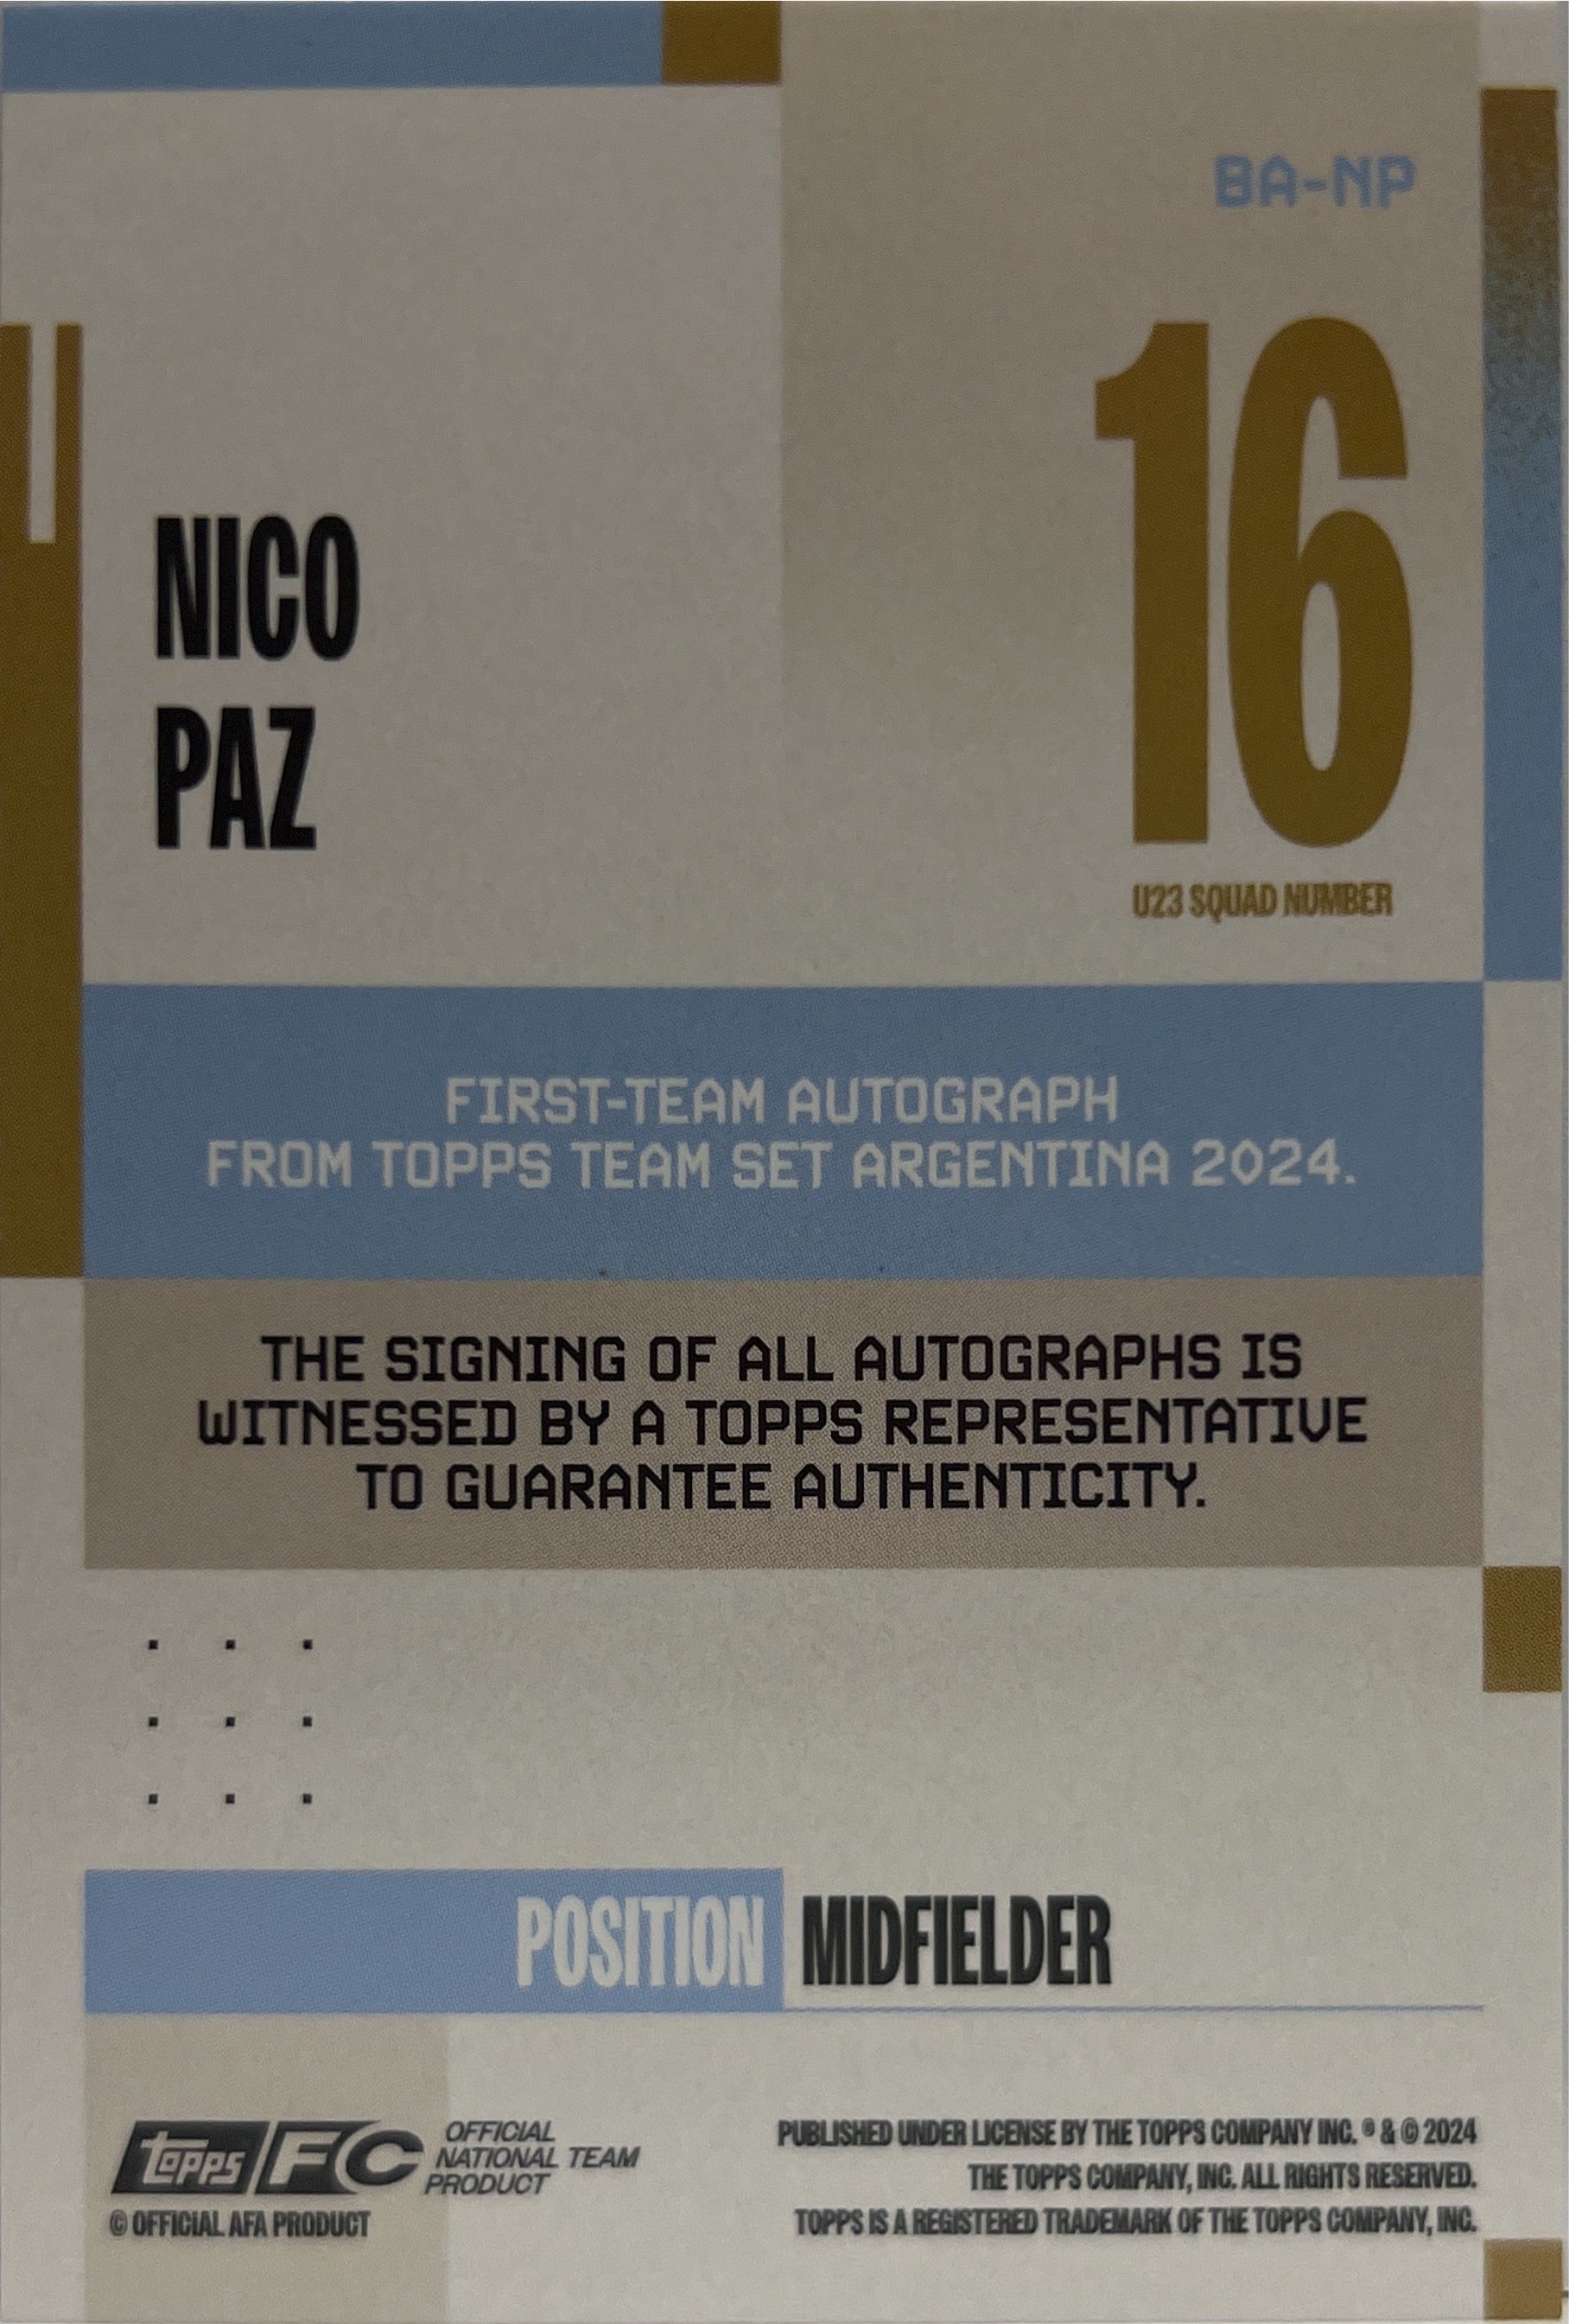 BA-NP
16
U23 SQUAD NUMBER
NICO
PAZ
FIRST-TEAM AUTOGRAPH
FROM TOPPS TEAM SET ARGENTINA 2024.
THE SIGNING OF ALL AUTOGRAPHS IS
WITNESSED BY A TOPPS REPRESENTATIVE
TO GUARANTEE AUTHENTICITY.
POSITION MIDFIELDER
topps FC
OFFICIAL
NATIONAL TEAM
PRODUCT
© OFFICIAL AFA PRODUCT
PUBLISHED UNDER LICENSE BY THE TOPPS COMPANY INC. ® & © 2024
THE TOPPS COMPANY, INC. ALL RIGHTS RESERVED.
TOPPS IS A REGISTERED TRADEMARK OF THE TOPPS COMPANY, INC.